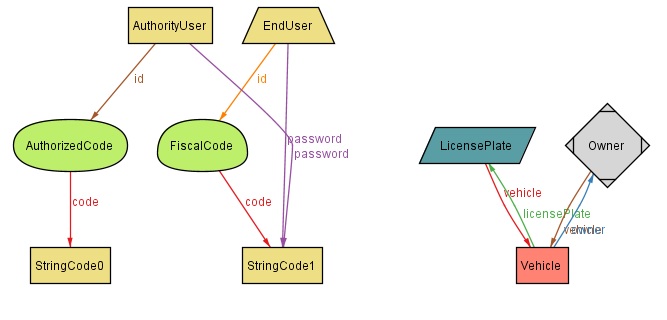 AuthorityUser
EndUser
id
id
password
password
AuthorizedCode
FiscalCode
LicensePlate
Owner
code
code
vehicle
licensePlate
vehicle
owner
StringCode0
StringCode1
Vehicle